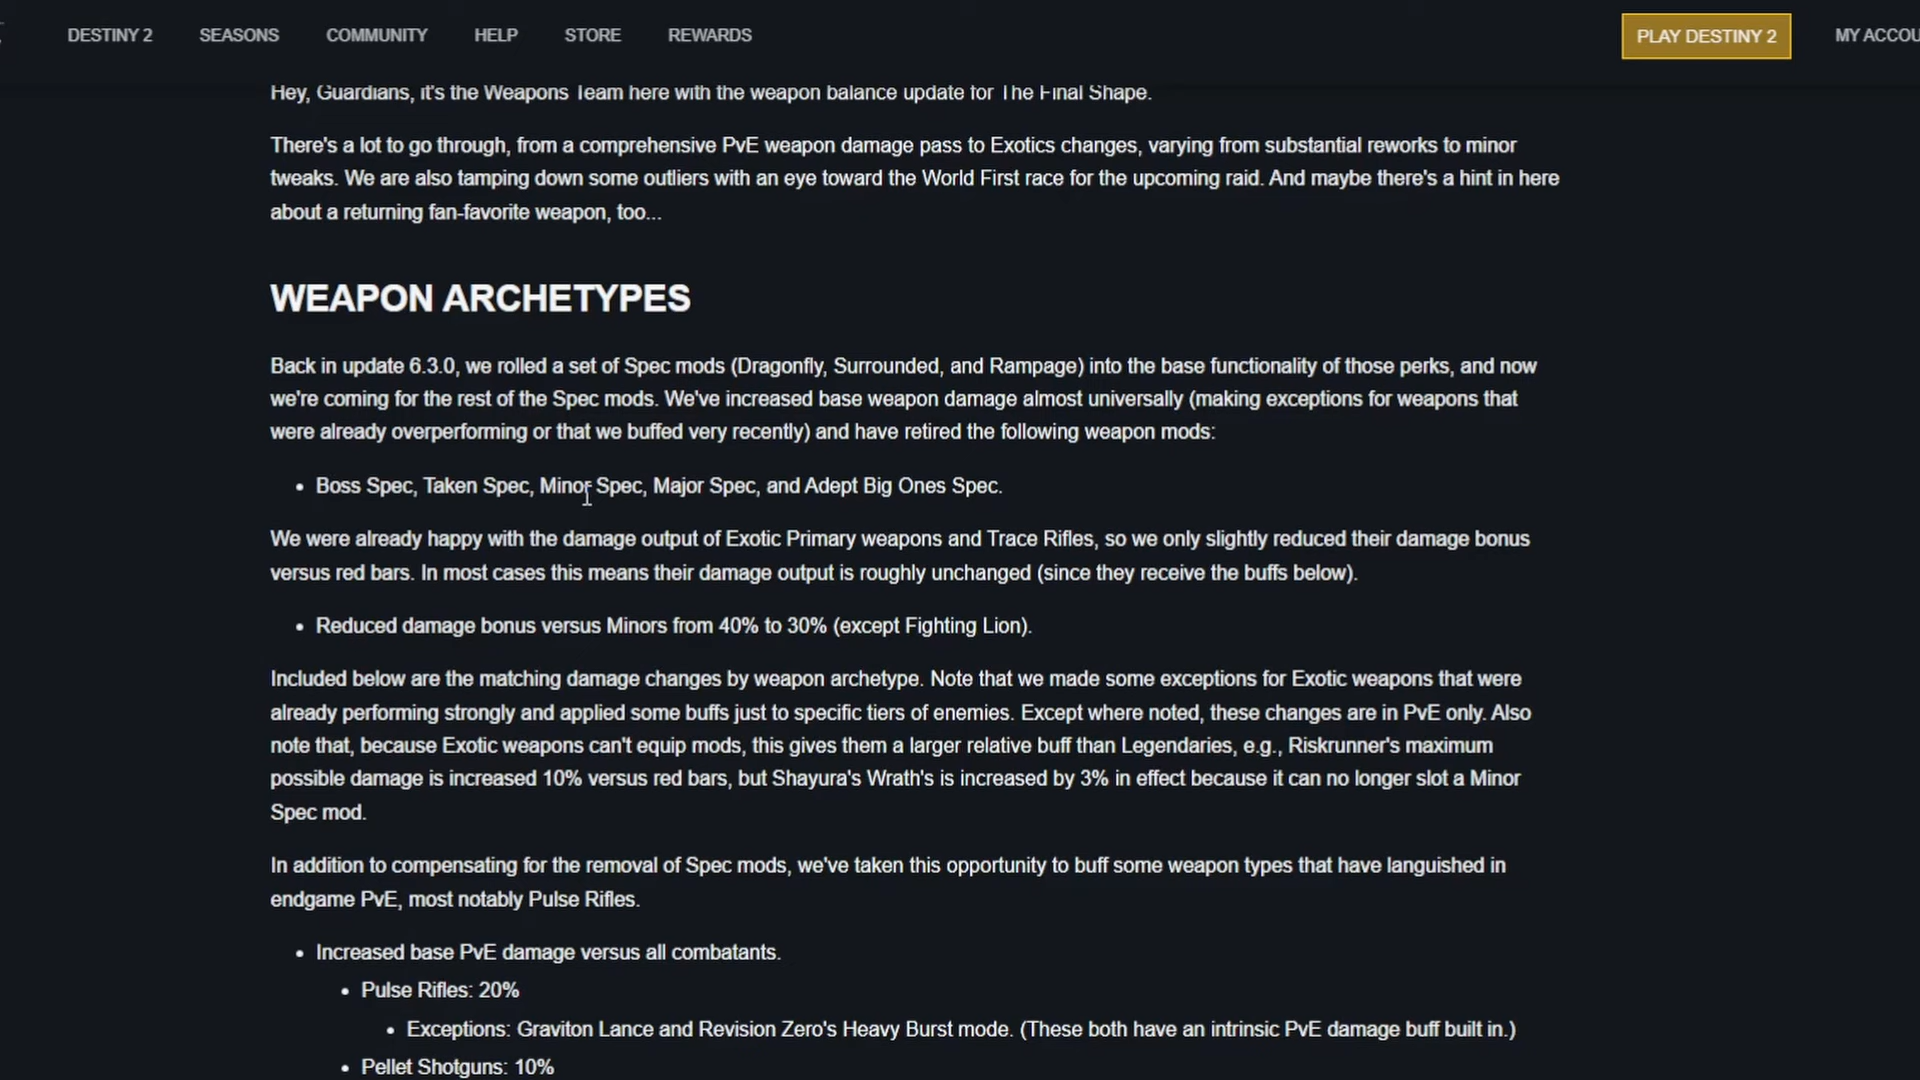 DESTINY 2 SEASONS COMMUNITY HELP STORE REWARDS PLAY DESTINY 2 MY ACCOU
Hey, Guardians, it's the Weapons Team here with the weapon balance update for The Final Shape.
There's a lot to go through, from a comprehensive PvE weapon damage pass to Exotics changes, varying from substantial reworks to minor
tweaks. We are also tamping down some outliers with an eye toward the World First race for the upcoming raid. And maybe there's a hint in here
about a returning fan-favorite weapon, too...
WEAPON ARCHETYPES
Back in update 6.3.0, we rolled a set of Spec mods (Dragonfly, Surrounded, and Rampage) into the base functionality of those perks, and now
we're coming for the rest of the Spec mods. We've increased base weapon damage almost universally (making exceptions for weapons that
were already overperforming or that we buffed very recently) and have retired the following weapon mods:
• Boss Spec, Taken Spec, Minor Spec, Major Spec, and Adept Big Ones Spec.
We were already happy with the damage output of Exotic Primary weapons and Trace Rifles, so we only slightly reduced their damage bonus
versus red bars. In most cases this means their damage output is roughly unchanged (since they receive the buffs below).
• Reduced damage bonus versus Minors from 40% to 30% (except Fighting Lion).
Included below are the matching damage changes by weapon archetype. Note that we made some exceptions for Exotic weapons that were
already performing strongly and applied some buffs just to specific tiers of enemies. Except where noted, these changes are in PvE only. Also
note that, because Exotic weapons can't equip mods, this gives them a larger relative buff than Legendaries, e.g., Riskrunner's maximum
possible damage is increased 10% versus red bars, but Shayura's Wrath's is increased by 3% in effect because it can no longer slot a Minor
Spec mod.
In addition to compensating for the removal of Spec mods, we've taken this opportunity to buff some weapon types that have languished in
endgame PvE, most notably Pulse Rifles.
• Increased base PvE damage versus all combatants.
• Pulse Rifles: 20%
• Exceptions: Graviton Lance and Revision Zero's Heavy Burst mode. (These both have an intrinsic PvE damage buff built in.)
• Pellet Shotguns: 10%